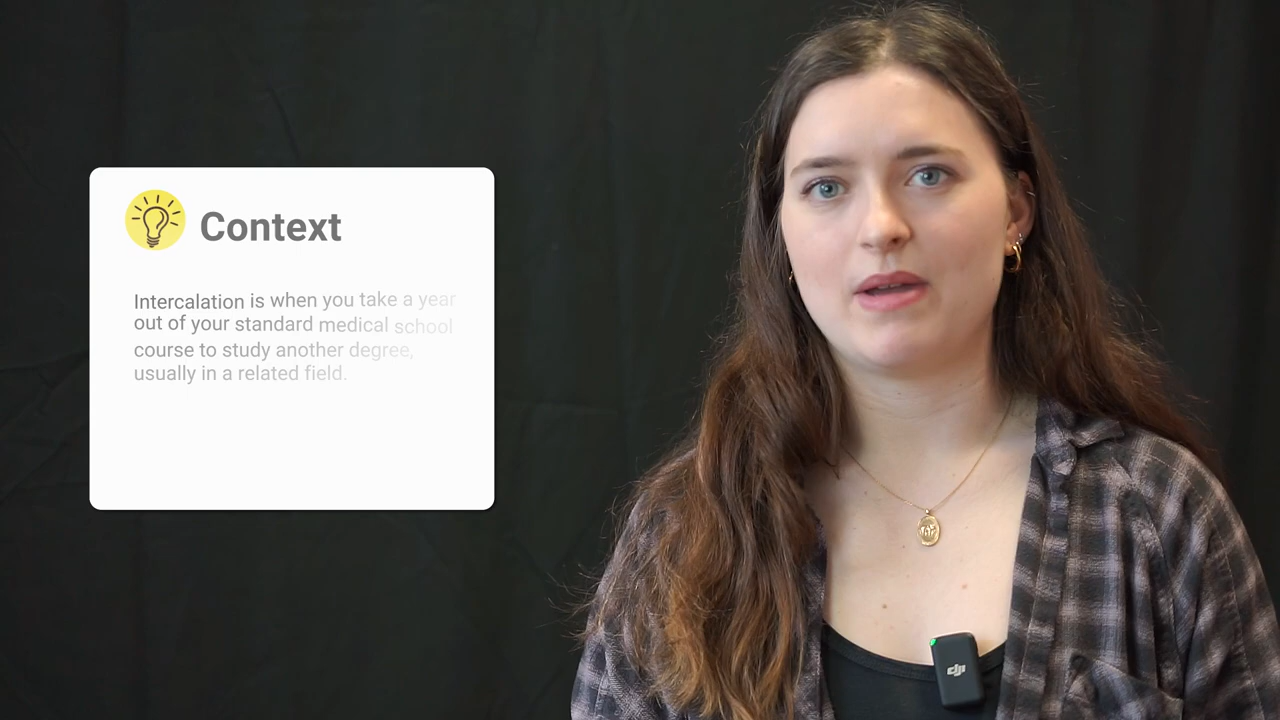 Context
Intercalation is when you take a year
out of your standard medical school
course to study another degree,
usually in a related field.
dji